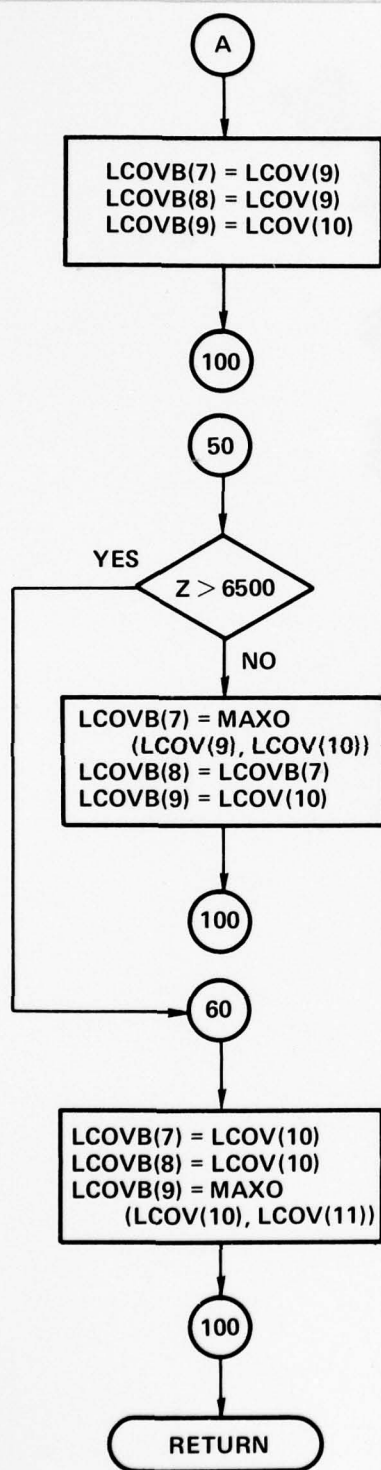 A
LCOVB(7) = LCOV(9)
LCOVB(8) = LCOV(9)
LCOVB(9) = LCOV(10)
100
50
YES
Z > 6500
NO
LCOVB(7) = MAXO
(LCOV(9), LCOV(10))
LCOVB(8) = LCOVB(7)
LCOVB(9) = LCOV(10)
100
60
LCOVB(7) = LCOV(10)
LCOVB(8) = LCOV(10)
LCOVB(9) = MAXO
(LCOV(10), LCOV(11))
100
RETURN